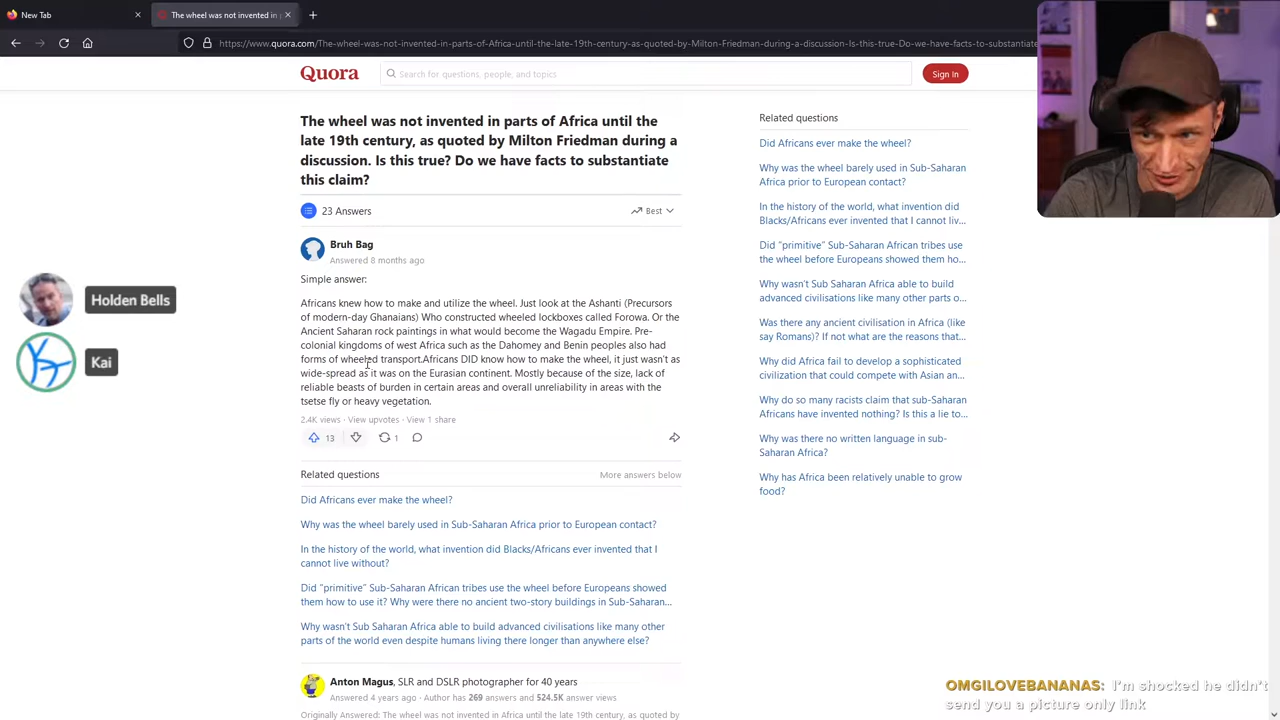 New Tab
The wheel was not invented in p
https://www.quora.com/The-wheel-was-not-invented-in-parts-of-Africa-until-the-late-19th-century-as-quoted-by-Milton-Friedman-during-a-discussion-Is-this-true-Do-we-have-facts-to-substantiate
Quora
Search for questions, people, and topics
Sign In
The wheel was not invented in parts of Africa until the
late 19th century, as quoted by Milton Friedman during a
discussion. Is this true? Do we have facts to substantiate
this claim?
23 Answers
Best
Bruh Bag
Answered 8 months ago
Simple answer:
Africans knew how to make and utilize the wheel. Just look at the Ashanti (Precursors
of modern-day Ghanaians) Who constructed wheeled lockboxes called Forowa. Or the
Ancient Saharan rock paintings in what would become the Wagadu Empire. Pre-
colonial kingdoms of west Africa such as the Dahomey and Benin peoples also had
forms of wheeled transport.Africans DID know how to make the wheel, it just wasn't as
wide-spread as it was on the Eurasian continent. Mostly because of the size, lack of
reliable beasts of burden in certain areas and overall unreliability in areas with the
tsetse fly or heavy vegetation.
2.4K views · View upvotes · View 1 share
13
1
Related questions
More answers below
Did Africans ever make the wheel?
Why was the wheel barely used in Sub-Saharan Africa prior to European contact?
In the history of the world, what invention did Blacks/Africans ever invented that I
cannot live without?
Did "primitive" Sub-Saharan African tribes use the wheel before Europeans showed
them how to use it? Why were there no ancient two-story buildings in Sub-Saharan...
Why wasn't Sub Saharan Africa able to build advanced civilisations like many other
parts of the world even despite humans living there longer than anywhere else?
Anton Magus, SLR and DSLR photographer for 40 years
Answered 4 years ago · Author has 269 answers and 524.5K answer views
Originally Answered: The wheel was not invented in parts of Africa until the late 19th century, as quoted by
Related questions
Did Africans ever make the wheel?
Why was the wheel barely used in Sub-Saharan
Africa prior to European contact?
In the history of the world, what invention did
Blacks/Africans ever invented that I cannot liv...
Did "primitive" Sub-Saharan African tribes use
the wheel before Europeans showed them ho...
Why wasn't Sub Saharan Africa able to build
advanced civilisations like many other parts o...
Was there any ancient civilisation in Africa (like
say Romans)? If not what are the reasons that...
Why did Africa fail to develop a sophisticated
civilization that could compete with Asian an...
Why do so many racists claim that sub-Saharan
Africans have invented nothing? Is this a lie to...
Why was there no written language in sub-
Saharan Africa?
Why has Africa been relatively unable to grow
food?
Holden Bells
Kai
OMGILOVEBANANAS: I'm shocked he didn't
send you a picture only link